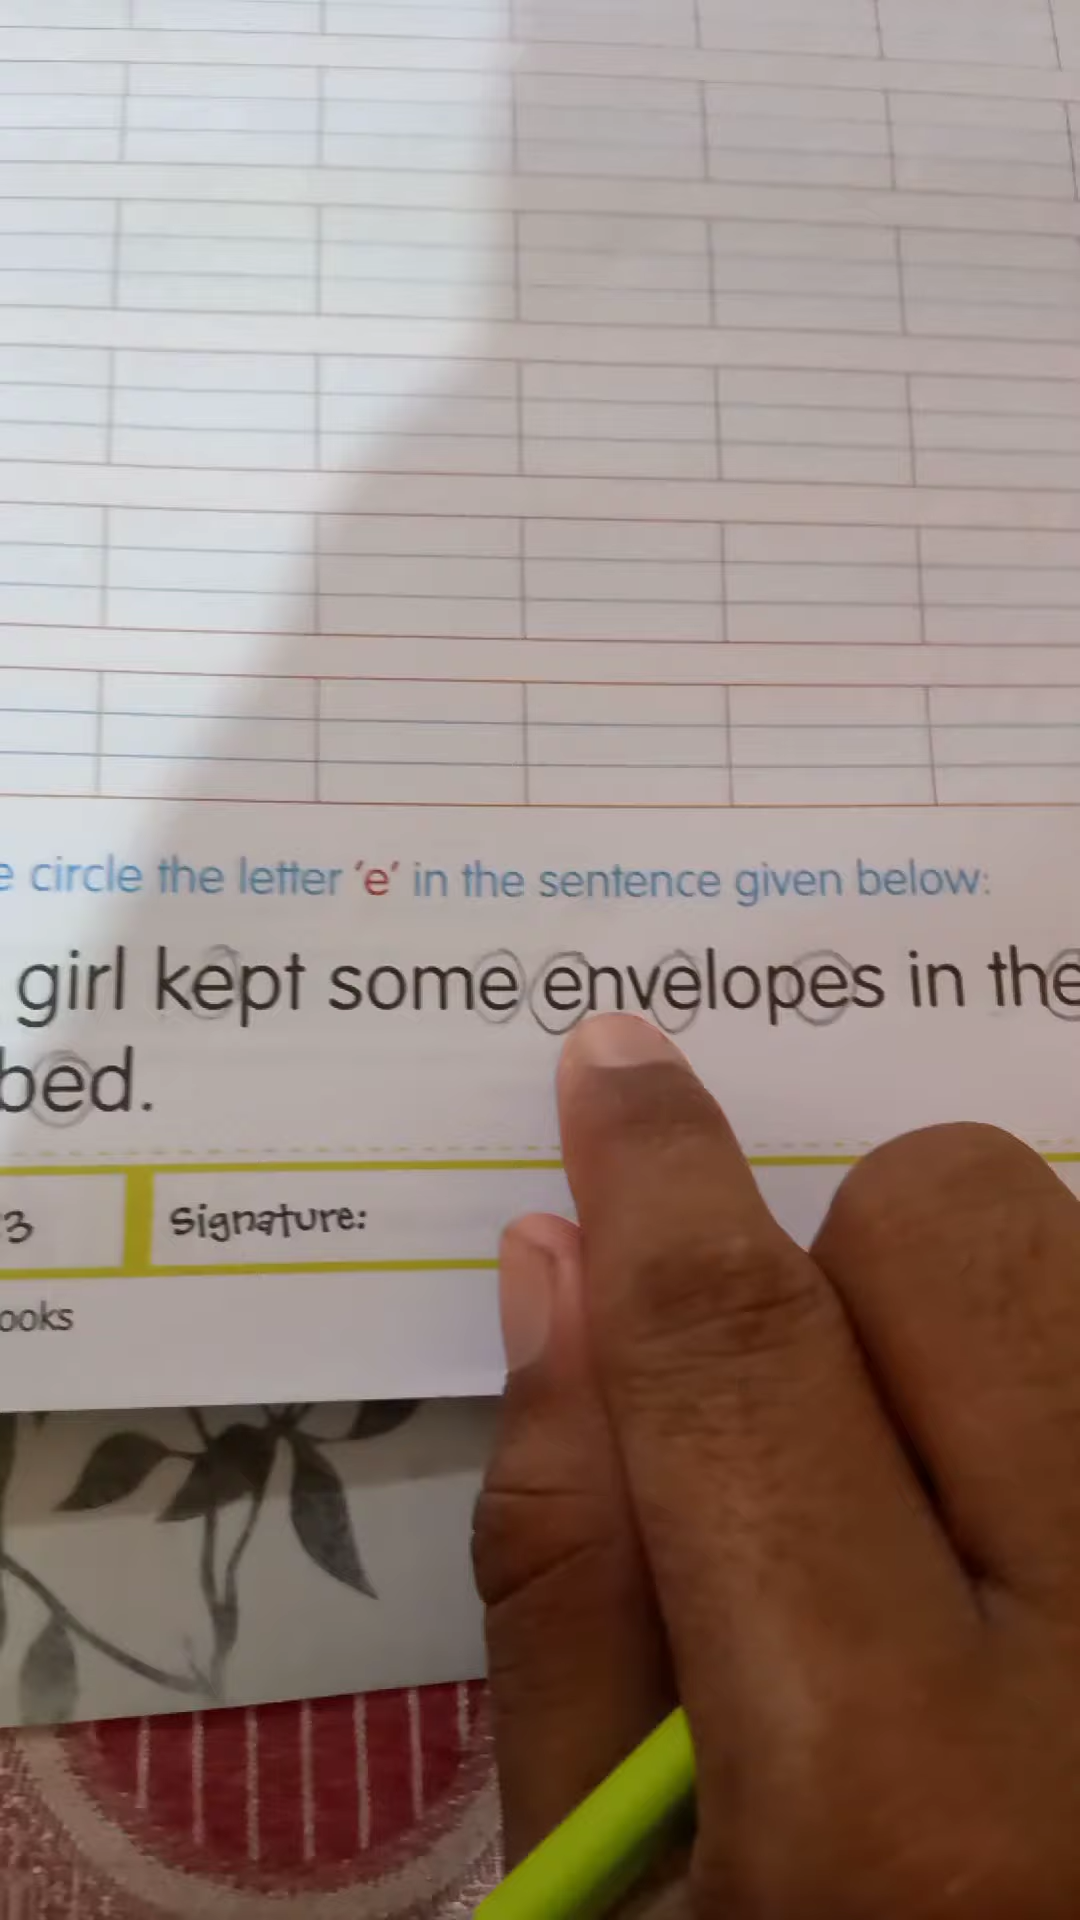 e circle the letter 'e' in the sentence given below:
girl kept some envelopes in the
bed.
3 Signature:
ooks